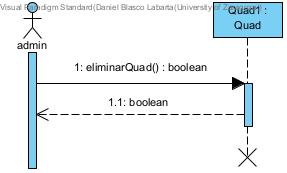 Visual Paradigm Standard(Daniel Blasco Labarta(University of
Quad1 :
Quad
admin
1: eliminarQuad() : boolean
1.1: boolean